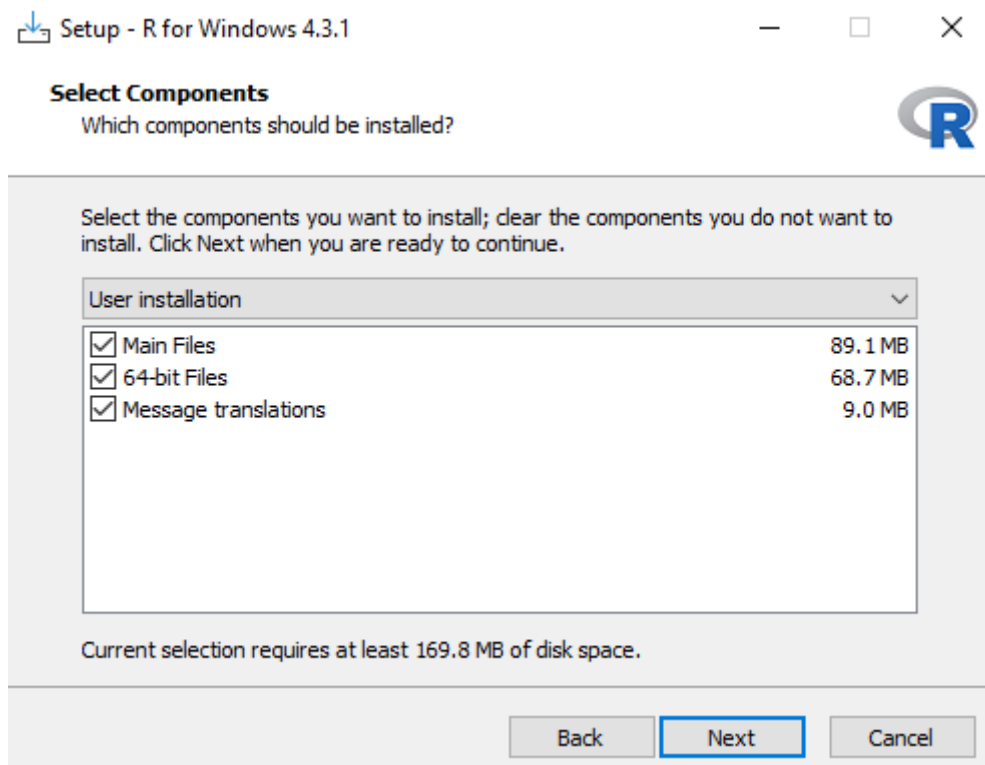 Setup - R for Windows 4.3.1
Select Components
Which components should be installed?
R
Select the components you want to install; clear the components you do not want to
install. Click Next when you are ready to continue.
User installation
Main Files 89.1 MB
64-bit Files 68.7 MB
Message translations 9.0 MB
Current selection requires at least 169.8 MB of disk space.
Back Next Cancel